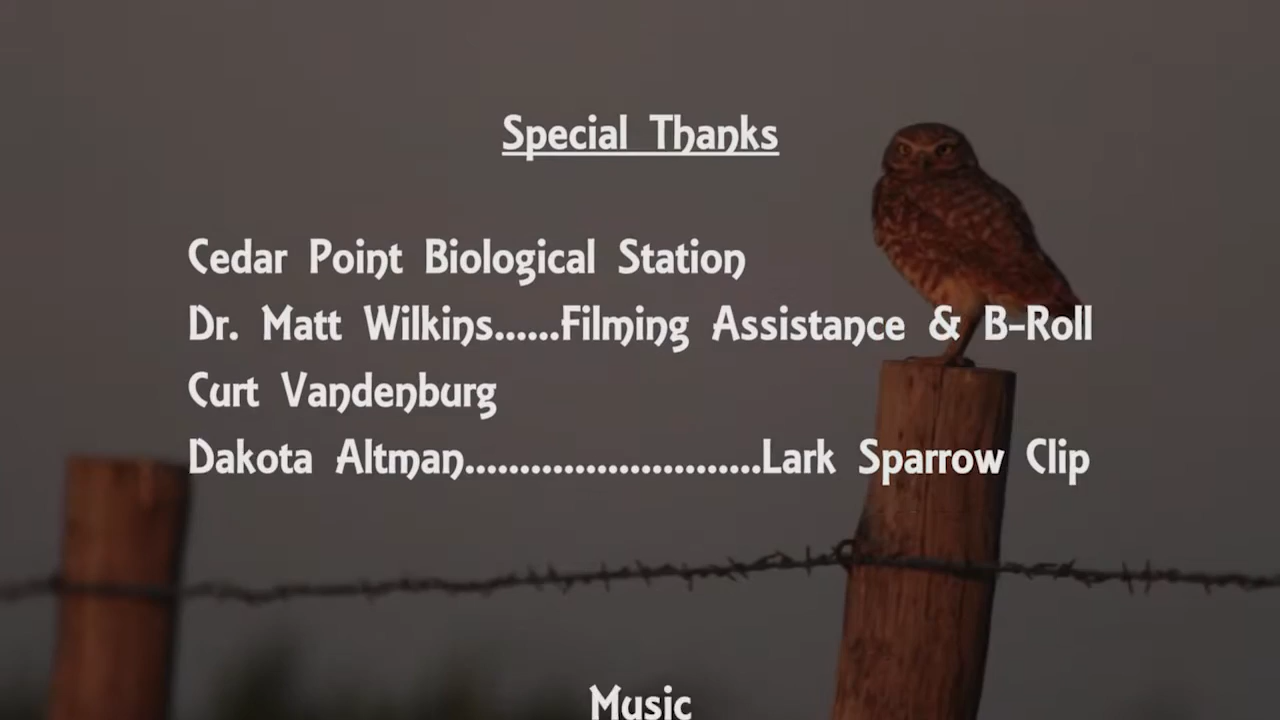 Special Thanks
Cedar Point Biological Station
Dr. Matt Wilkins......Filming Assistance & B-Roll
Curt Vandenburg
Dakota Altman...........................Lark Sparrow Clip
Music